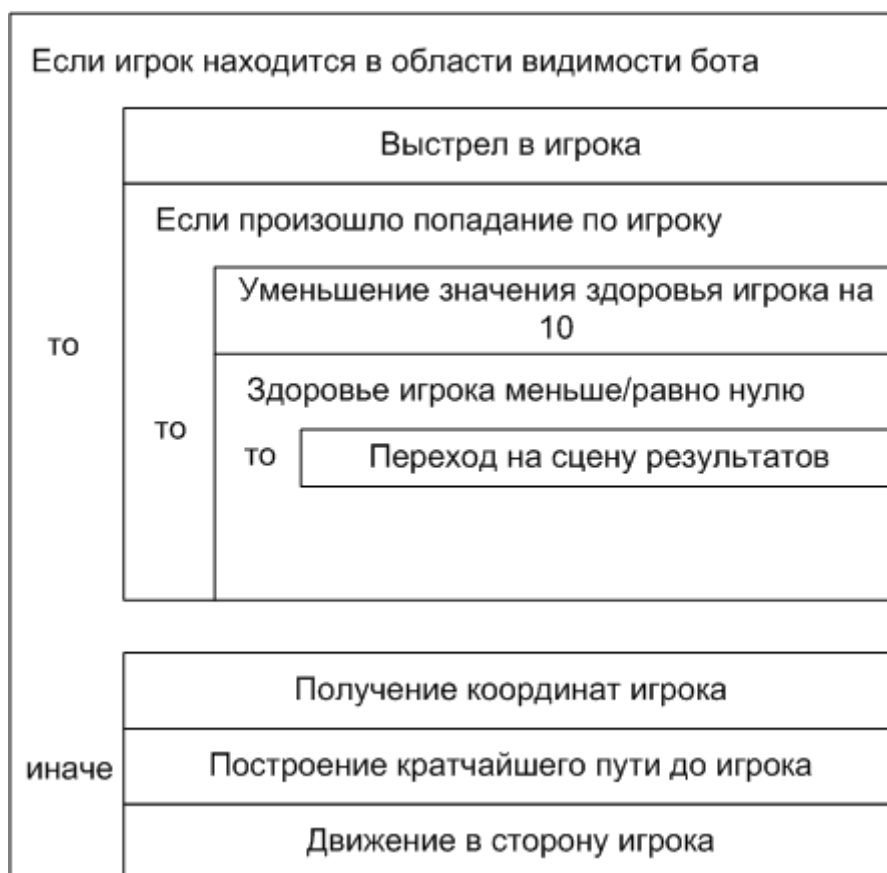 Если игрок находится в области видимости бота
Выстрел в игрока
Если произошло попадание по игроку
Уменьшение значения здоровья игрока на
10
то
Здоровье игрока меньше/равно нулю
то
то
Переход на сцену результатов
Получение координат игрока
иначе
Построение кратчайшего пути до игрока
Движение в сторону игрока